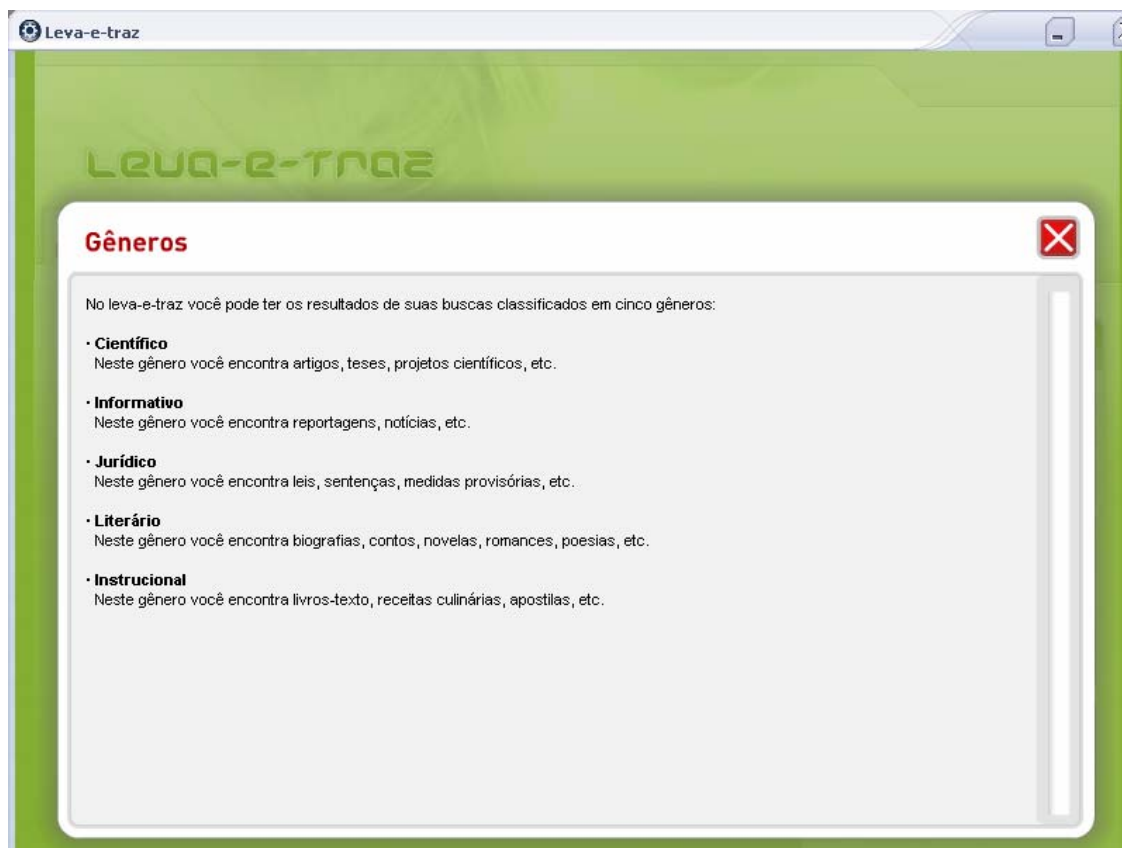 Leva-e-traz
Leva-e-traz
Gêneros
No leva-e-traz você pode ter os resultados de suas buscas classificados em cinco gêneros:
· Científico
Neste gênero você encontra artigos, teses, projetos científicos, etc.
· Informativo
Neste gênero você encontra reportagens, notícias, etc.
· Jurídico
Neste gênero você encontra leis, sentenças, medidas provisórias, etc.
· Literário
Neste gênero você encontra biografias, contos, novelas, romances, poesias, etc.
· Instrucional
Neste gênero você encontra livros-texto, receitas culinárias, apostilas, etc.